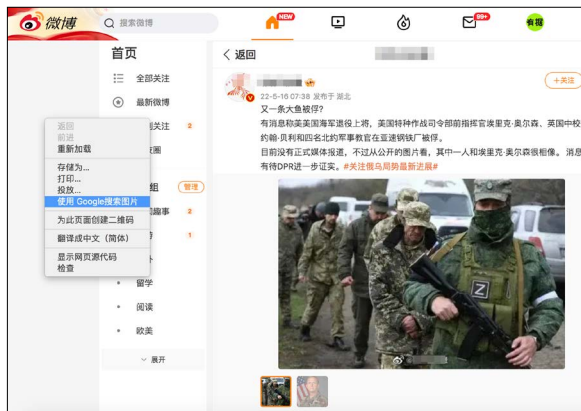 微博
搜索微博
NEW
99+
有据
首页
全部关注
最新微博
2
圈
组
管理
趣事
2
1
留学
阅读
欧美
展开
返回
前进
重新加载
存储为...
打印...
投放...
使用 Google搜索图片
为此页面创建二维码
翻译成中文（简体）
显示网页源代码
检查
返回
+关注
22-5-16 07:38 发布于 湖北
又一条大鱼被俘？
有消息称美美国海军退役上将，美国特种作战司令部前指挥官埃里克·奥尔森、英国中校
约翰·贝利和四名北约军事教官在亚速钢铁厂被俘。
目前没有正式媒体报道，不过从公开的图片看，其中一人和埃里克·奥尔森很相像。 消息
有待DPR进一步证实。#关注俄乌局势最新进展#
Z